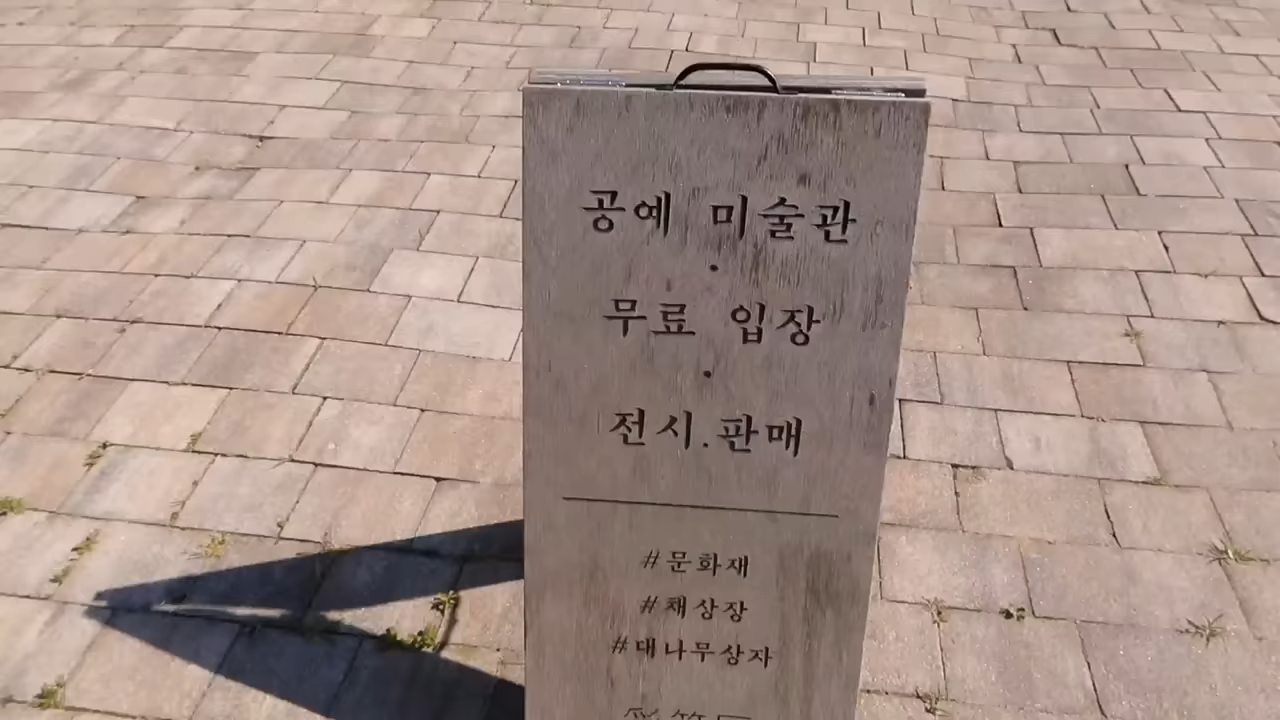 공예 미술관
·
무료 입장
·
전시.판매
#문화재
#채상장
#대나무상자